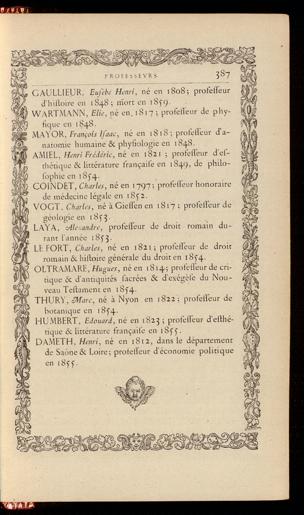 PROFESSEVRS 387
GAULLIEUR, Eusèbe Henri, né en 1808; professeur
d'histoire en 1848; mort en 1859.
WARTMANN, Elie, né en 1817; professeur de phy-
sique en 1848.
MAYOR, François Isaac, né en 1818; professeur d'a-
natomie humaine & physiologie en 1848.
AMIEL, Henri Frédéric, né en 1821; professeur d'es-
thétique & littérature française en 1849, de philo-
sophie en 1854.
COINDET, Charles, né en 1797; professeur honoraire
de médecine légale en 1852.
VOGT, Charles, né à Giessen en 1817; professeur de
géologie en 1853.
LAYA, Alexandre, professeur de droit romain du-
rant l'année 1853.
LE FORT, Charles, né en 1821; professeur de droit
romain & histoire générale du droit en 1854.
OLTRAMARE, Hugues, né en 1814; professeur de cri-
tique & d'antiquités sacrées & d'exégèse du Nou-
veau Testament en 1854.
THURY, Marc, né à Nyon en 1822; professeur de
botanique en 1854.
HUMBERT, Edouard, né en 1823; professeur d'esthé-
tique & littérature française en 1855.
DAMETH, Henri, né en 1812, dans le département
de Saône & Loire; professeur d'économie politique
en 1855.